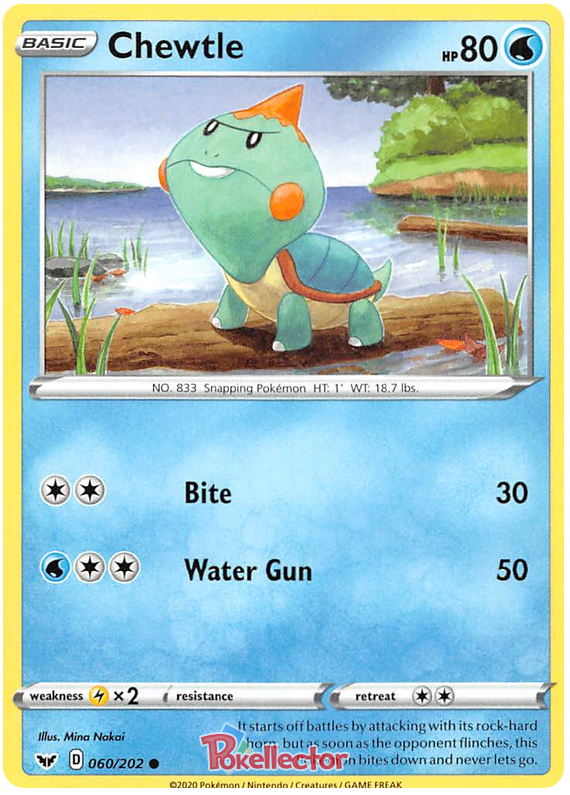 BASIC Chewtle HP 80
NO. 833 Snapping Pokémon HT: 1' WT: 18.7 lbs.
Bite 30
Water Gun 50
weakness ×2 resistance retreat
Illus. Mina Nakai
It starts off battles by attacking with its rock-hard
horn, but as soon as the opponent flinches, this
bites down and never lets go.
D 060/202
Pokellector
©2020 Pokémon / Nintendo / Creatures / GAME FREAK